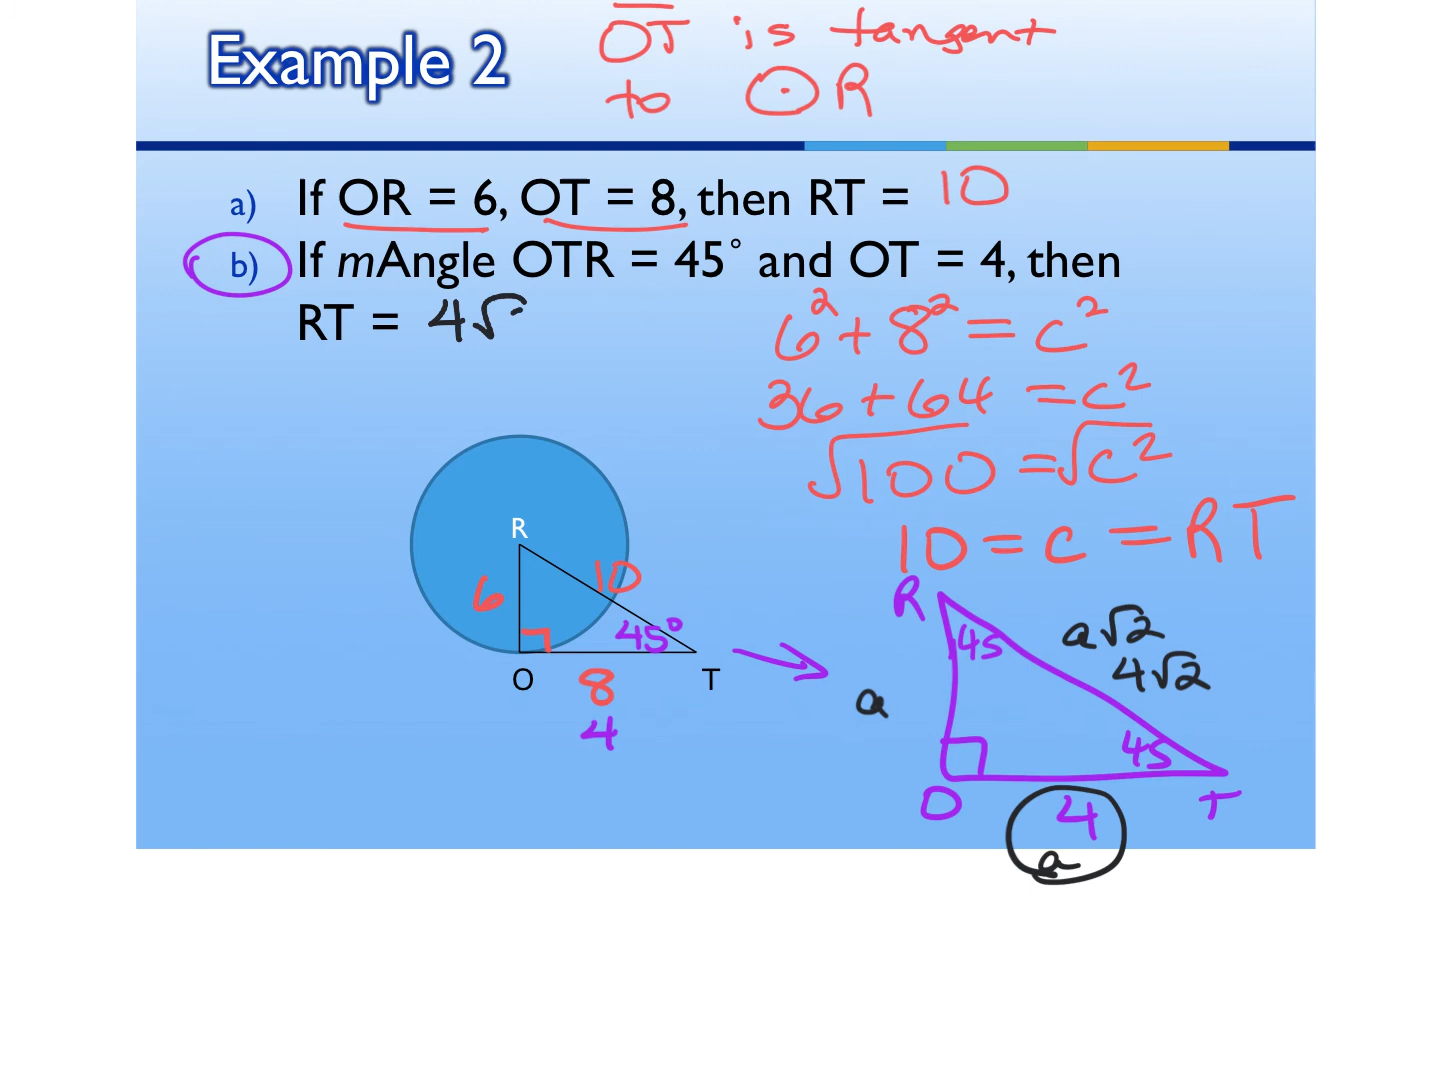 Example 2
OT is tangent
to ⊙ R
a) If OR = 6, OT = 8, then RT = 10
b) If mAngle OTR = 45° and OT = 4, then
RT = 4√
6² + 8² = c²
36 + 64 = c²
√100 = √c²
10 = c = RT
R
6
10
45°
O
8
T
4
R
45
a√2
4√2
a
45
O
4
T
a